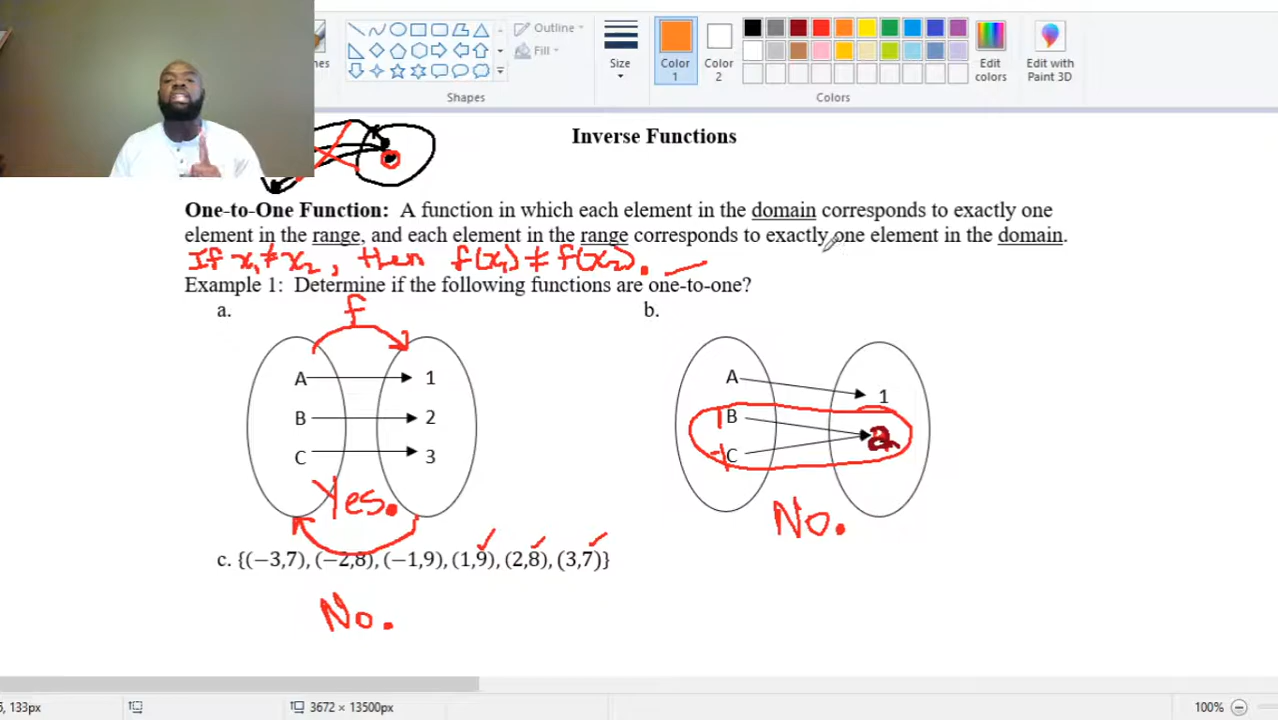 Outline
Fill
Size
Color
1
Color
2
Edit
colors
Edit with
Paint 3D
Shapes
Colors
Inverse Functions
One-to-One Function: A function in which each element in the domain corresponds to exactly one
element in the range, and each element in the range corresponds to exactly one element in the domain.
If x₁ ≠ x₂, then f(x₁) ≠ f(x₂).
Example 1: Determine if the following functions are one-to-one?
a.
b.
f
A 1
B 2
C 3
Yes.
A 1
B 2
C
No.
c. {(−3,7), (−2,8), (−1,9), (1,9), (2,8), (3,7)}
No.
133px
3672 × 13500px
100%